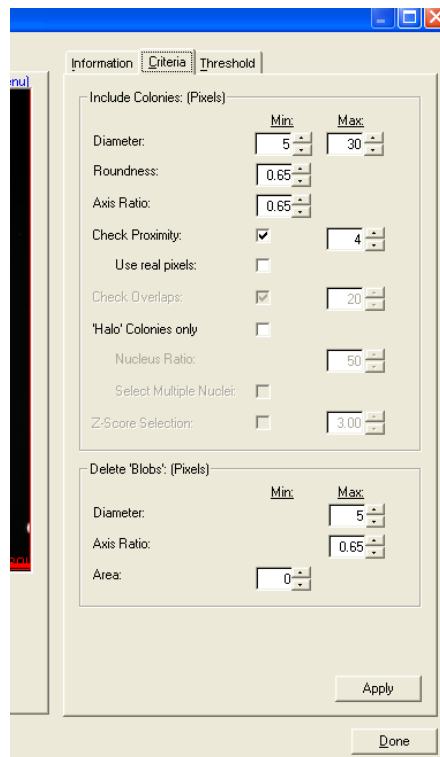 Information Criteria Threshold
enu]
Include Colonies: (Pixels)
Min: Max:
Diameter: 5 30
Roundness: 0.65
Axis Ratio: 0.65
Check Proximity: 4
Use real pixels:
Check Overlaps: 20
'Halo' Colonies only
Nucleus Ratio: 50
Select Multiple Nuclei:
Z-Score Selection: 3.00
Delete 'Blobs': (Pixels)
Min: Max:
Diameter: 5
Axis Ratio: 0.65
Area: 0
Apply
Done